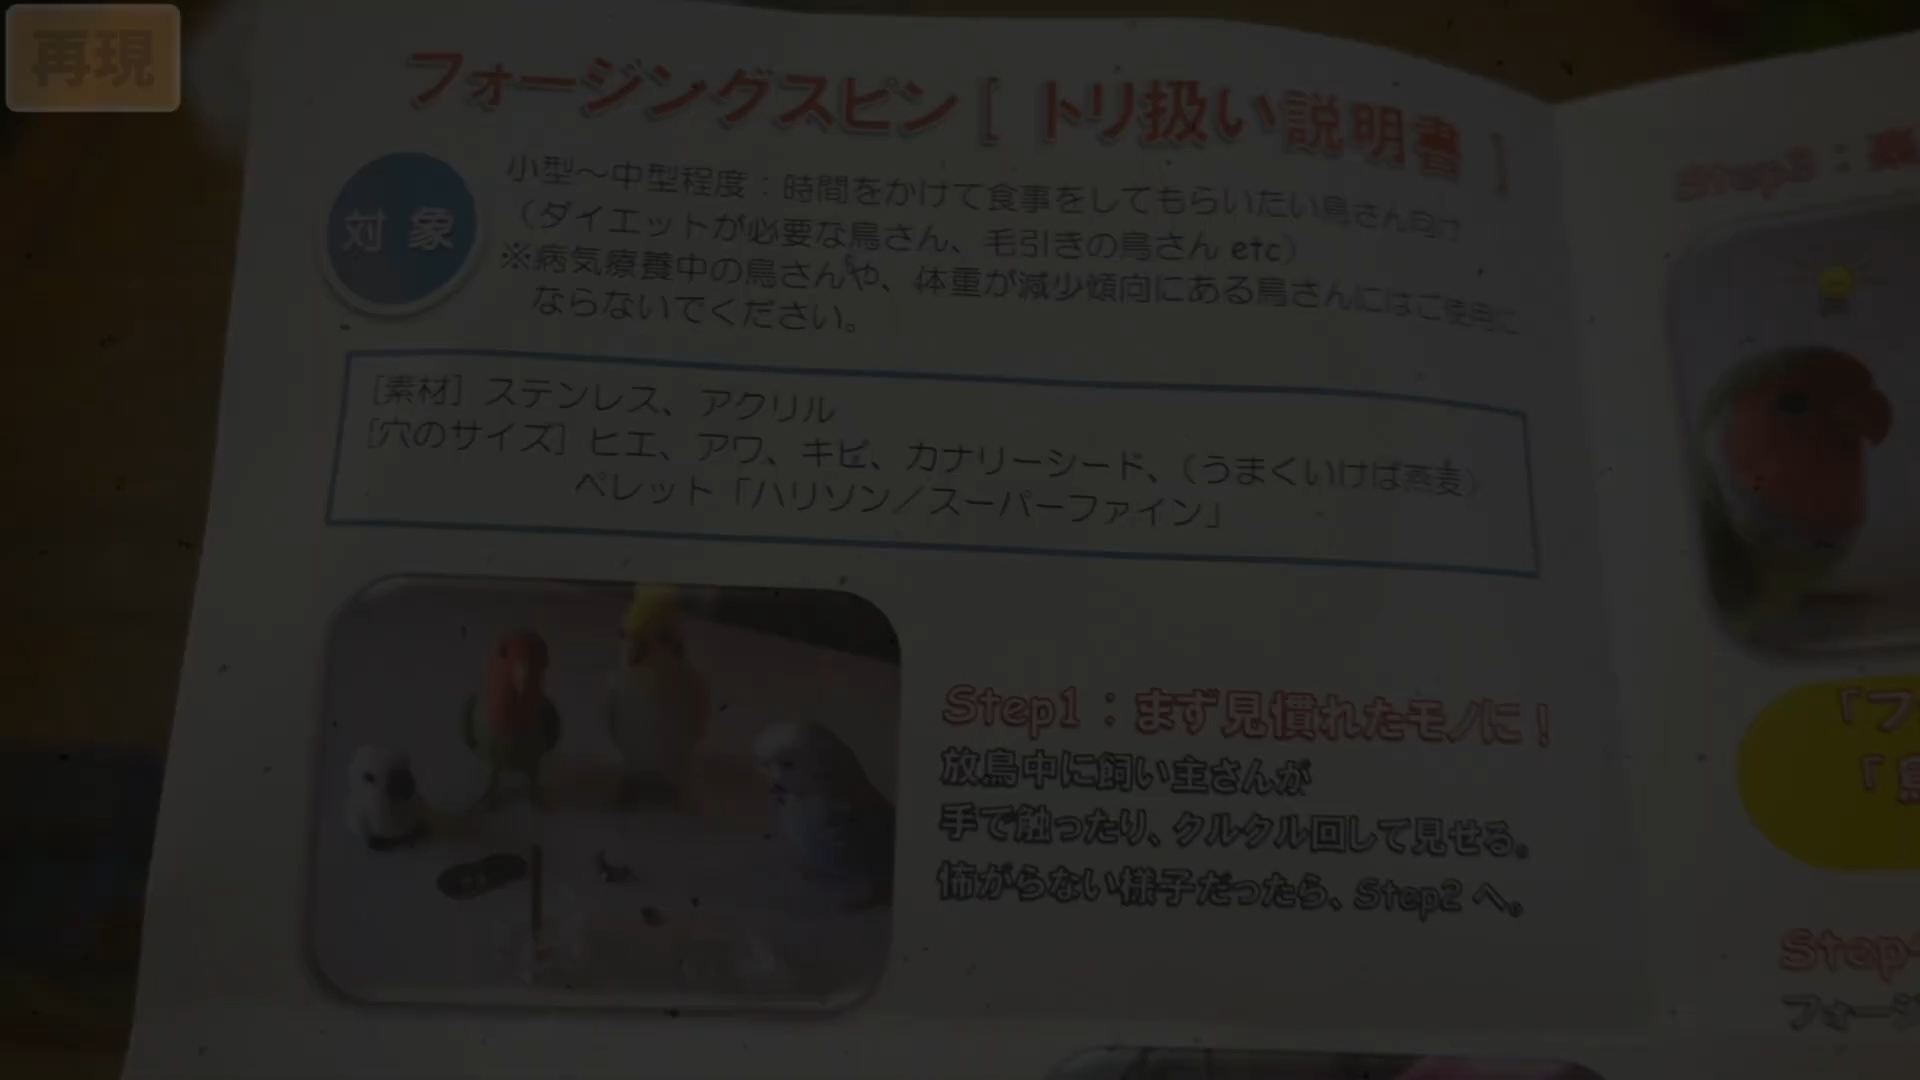 再現
フォージングスピン [ トリ扱い説明書 ]
対象
小型～中型程度：時間をかけて食事をしてもらいたい鳥さん向け
（ダイエットが必要な鳥さん、毛引きの鳥さん etc）
※病気療養中の鳥さんや、体重が減少傾向にある鳥さんにはご使用に
ならないでください。
[素材] ステンレス、アクリル
[穴のサイズ] ヒエ、アワ、キビ、カナリーシード、（うまくいけば燕麦）
ペレット「ハリソン／スーパーファイン」
Step1：まず見慣れたモノに！
放鳥中に飼い主さんが
手で触ったり、クルクル回して見せる。
怖がらない様子だったら、Step2 へ。
Step3：
「フ
「鳥
Step4
フォージ